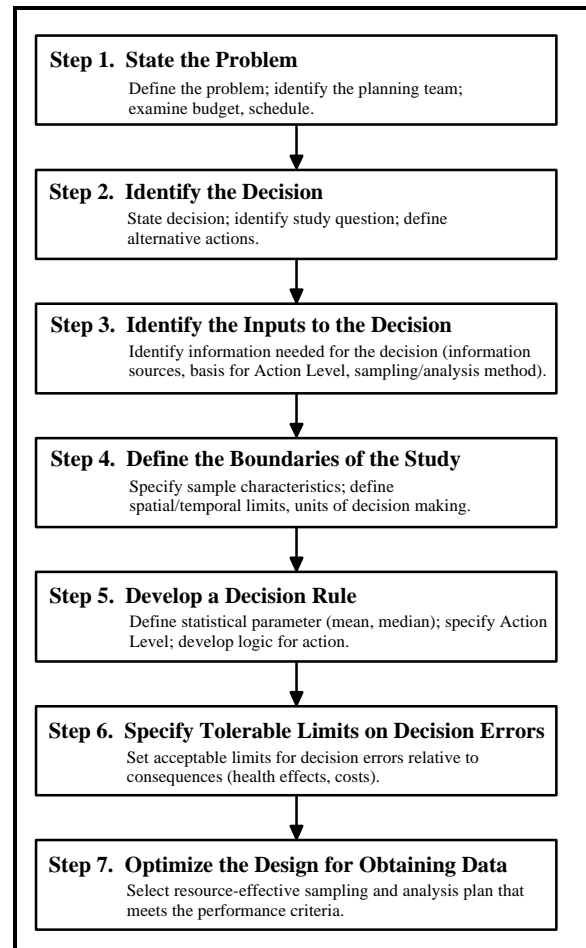 Step 1. State the Problem
Define the problem; identify the planning team;
examine budget, schedule.
Step 2. Identify the Decision
State decision; identify study question; define
alternative actions.
Step 3. Identify the Inputs to the Decision
Identify information needed for the decision (information
sources, basis for Action Level, sampling/analysis method).
Step 4. Define the Boundaries of the Study
Specify sample characteristics; define
spatial/temporal limits, units of decision making.
Step 5. Develop a Decision Rule
Define statistical parameter (mean, median); specify Action
Level; develop logic for action.
Step 6. Specify Tolerable Limits on Decision Errors
Set acceptable limits for decision errors relative to
consequences (health effects, costs).
Step 7. Optimize the Design for Obtaining Data
Select resource-effective sampling and analysis plan that
meets the performance criteria.